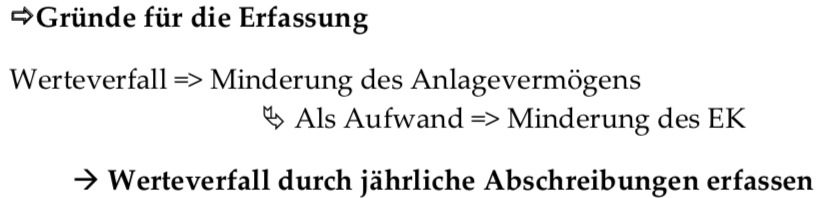 ⇨Gründe für die Erfassung
Werteverfall => Minderung des Anlagevermögens
↳ Als Aufwand => Minderung des EK
→ Werteverfall durch jährliche Abschreibungen erfassen